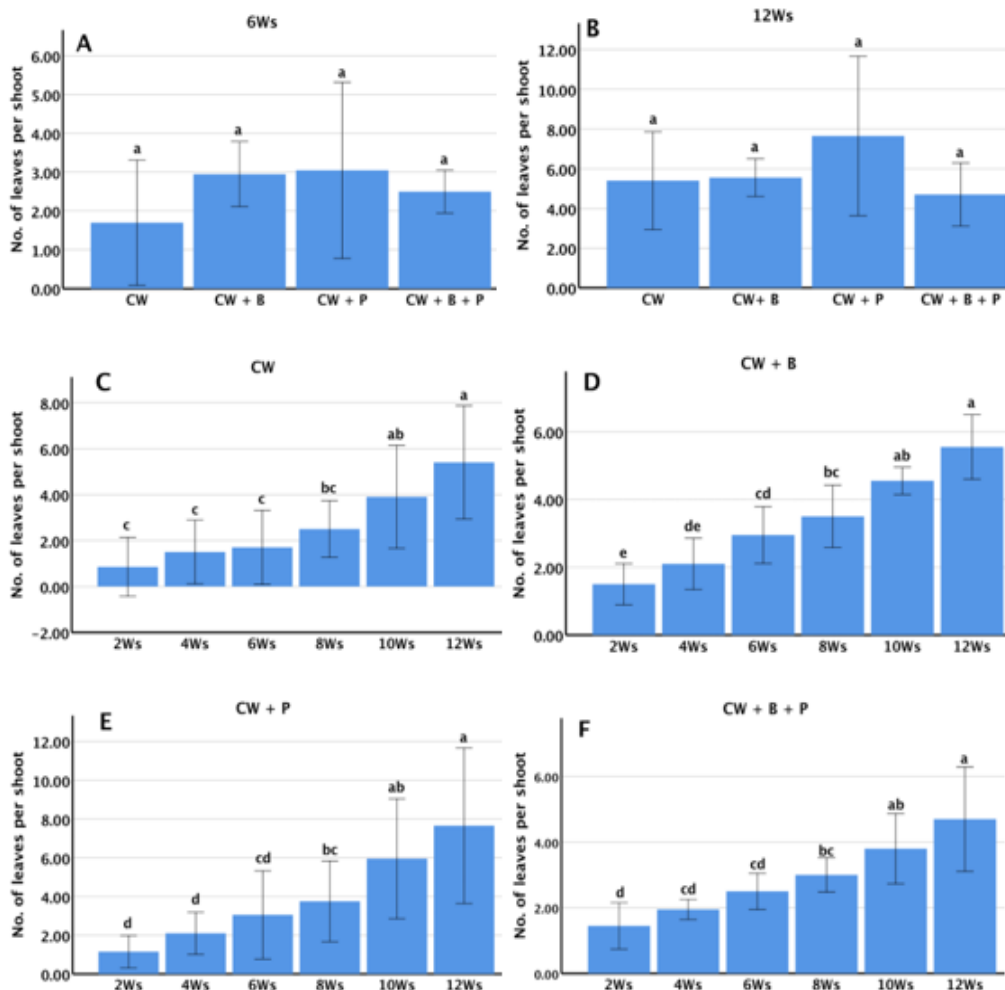 A
6Ws
No. of leaves per shoot
6.00
5.00
4.00
3.00
2.00
1.00
0.00
a
a
a
a
CW
CW + B
CW + P
CW + B + P
B
12Ws
No. of leaves per shoot
12.00
10.00
8.00
6.00
4.00
2.00
0.00
a
a
a
a
CW
CW+ B
CW + P
CW + B + P
C
CW
No. of leaves per shoot
8.00
6.00
4.00
2.00
0.00
-2.00
c
c
c
bc
ab
a
2Ws
4Ws
6Ws
8Ws
10Ws
12Ws
D
CW + B
No. of leaves per shoot
6.00
4.00
2.00
0.00
e
de
cd
bc
ab
a
2Ws
4Ws
6Ws
8Ws
10Ws
12Ws
E
CW + P
No. of leaves per shoot
12.00
10.00
8.00
6.00
4.00
2.00
0.00
d
d
cd
bc
ab
a
2Ws
4Ws
6Ws
8Ws
10Ws
12Ws
F
CW + B + P
No. of leaves per shoot
6.00
4.00
2.00
0.00
d
cd
cd
bc
ab
a
2Ws
4Ws
6Ws
8Ws
10Ws
12Ws